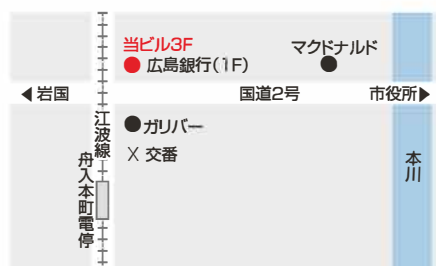 当ビル3F
広島銀行(1F)
マクドナルド
岩国
国道2号
市役所
江波線
ガリバー
X 交番
舟入本町電停
本川